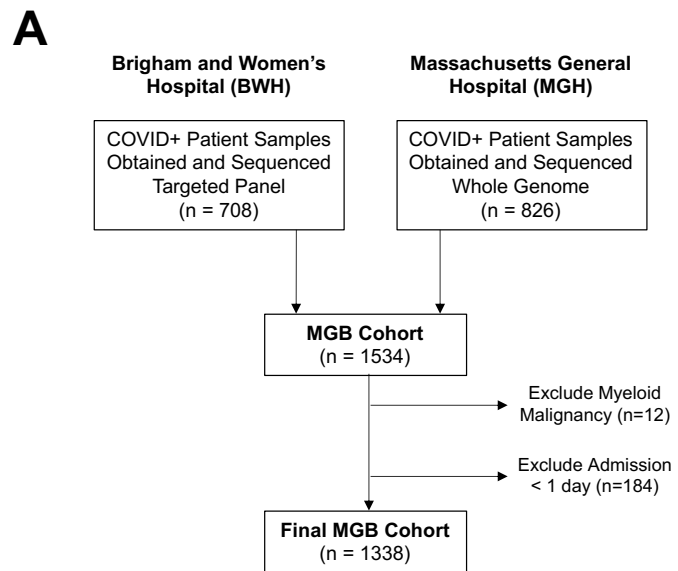 A
Brigham and Women's
Hospital (BWH)
Massachusetts General
Hospital (MGH)
COVID+ Patient Samples
Obtained and Sequenced
Targeted Panel
(n = 708)
COVID+ Patient Samples
Obtained and Sequenced
Whole Genome
(n = 826)
MGB Cohort
(n = 1534)
Exclude Myeloid
Malignancy (n=12)
Exclude Admission
< 1 day (n=184)
Final MGB Cohort
(n = 1338)